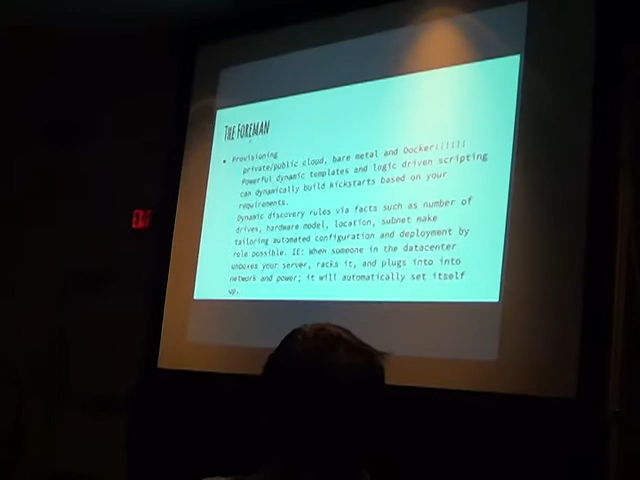 THE FOREMAN
• Provisioning
private/public cloud, bare metal and Docker!!!!!!
Powerful dynamic templates and logic driven scripting
can dynamically build kickstarts based on your
requirements.
Dynamic discovery rules via facts such as number of
drives, hardware model, location, subnet make
tailoring automated configuration and deployment by
role possible. IE: When someone in the datacenter
unboxes your server, racks it, and plugs into into
network and power; it will automatically set itself
up.
EXIT